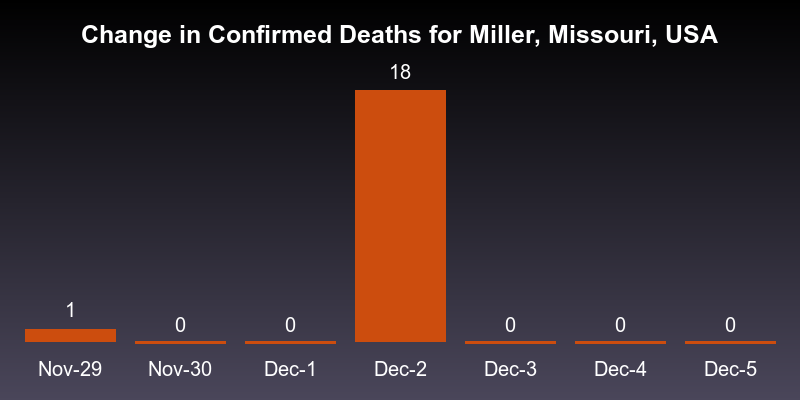 Change in Confirmed Deaths for Miller, Missouri, USA
18
1
0
0
0
0
0
Nov-29
Nov-30
Dec-1
Dec-2
Dec-3
Dec-4
Dec-5